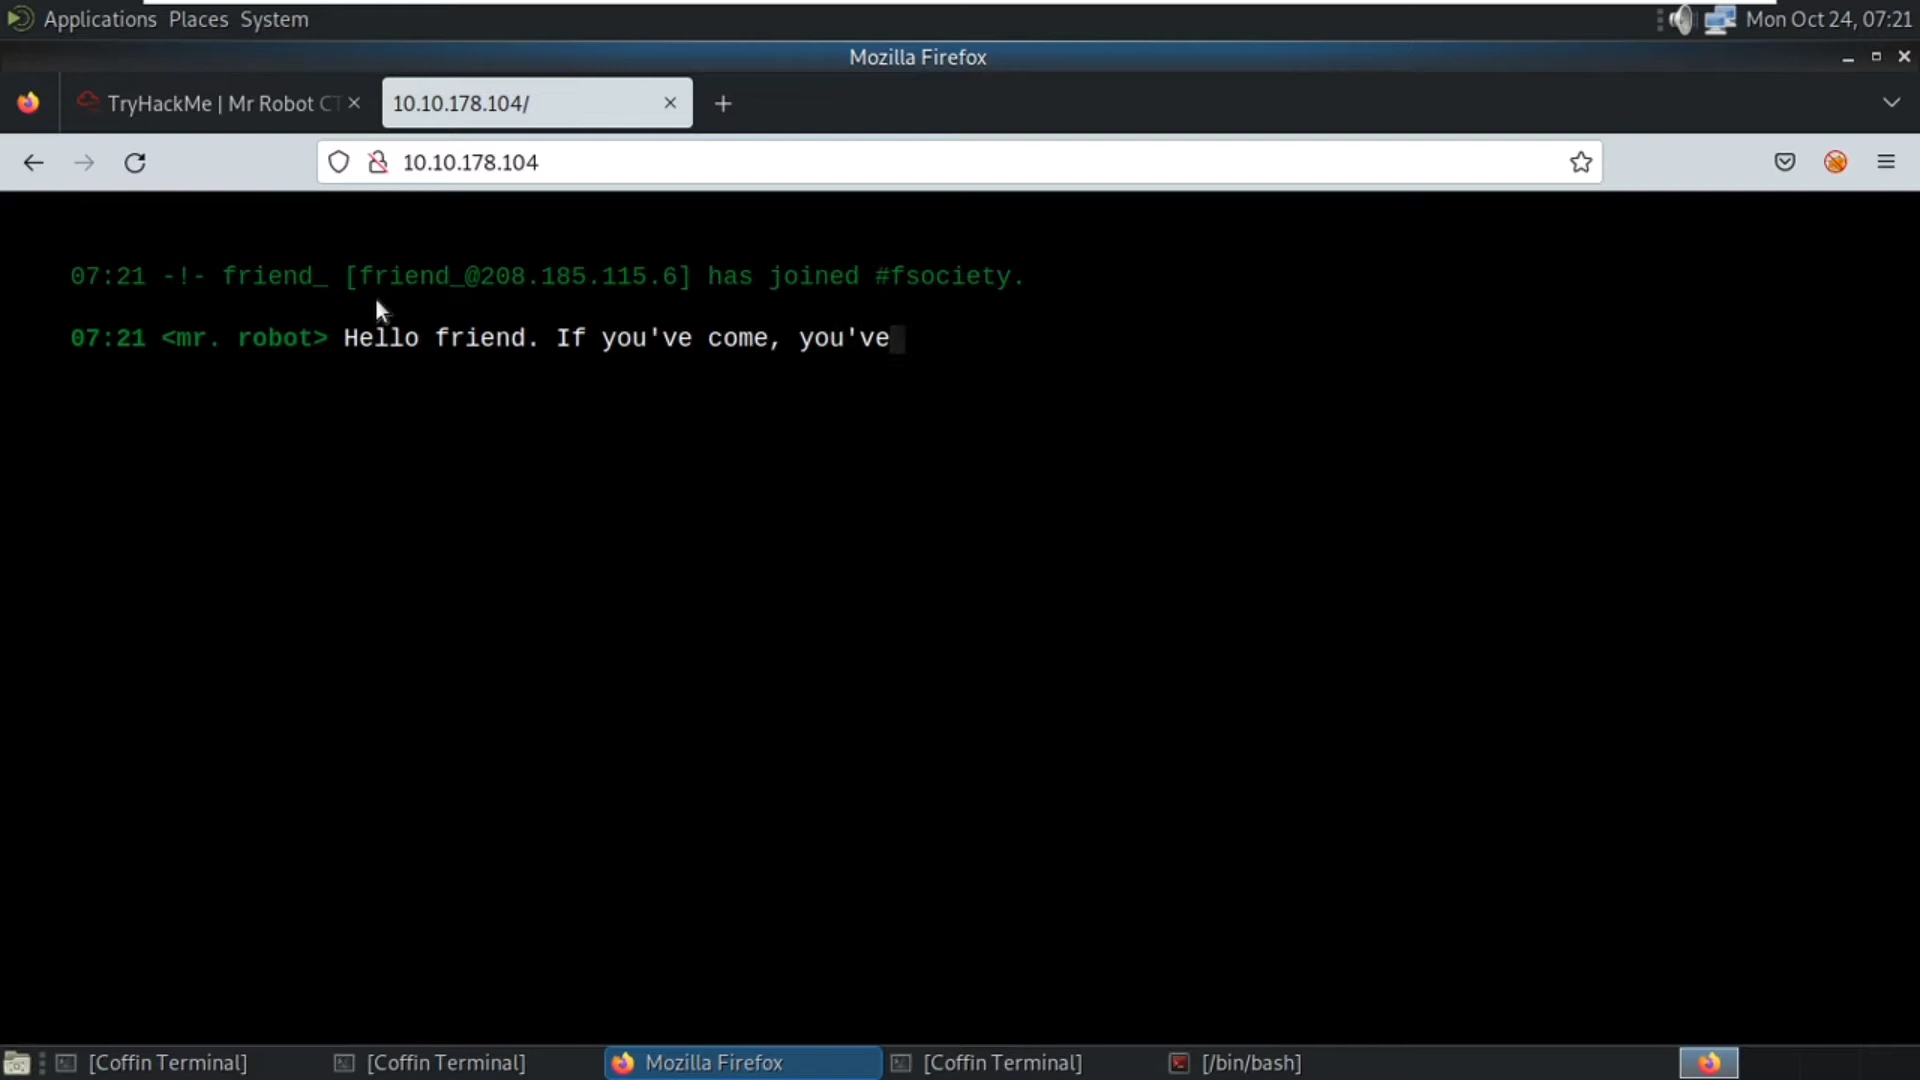 Applications Places System
Mon Oct 24, 07:21
Mozilla Firefox
TryHackMe | Mr Robot CT
10.10.178.104/
10.10.178.104
07:21 -!- friend_ [friend_@208.185.115.6] has joined #fsociety.
07:21 <mr. robot> Hello friend. If you've come, you've
[Coffin Terminal]
[Coffin Terminal]
Mozilla Firefox
[Coffin Terminal]
[/bin/bash]